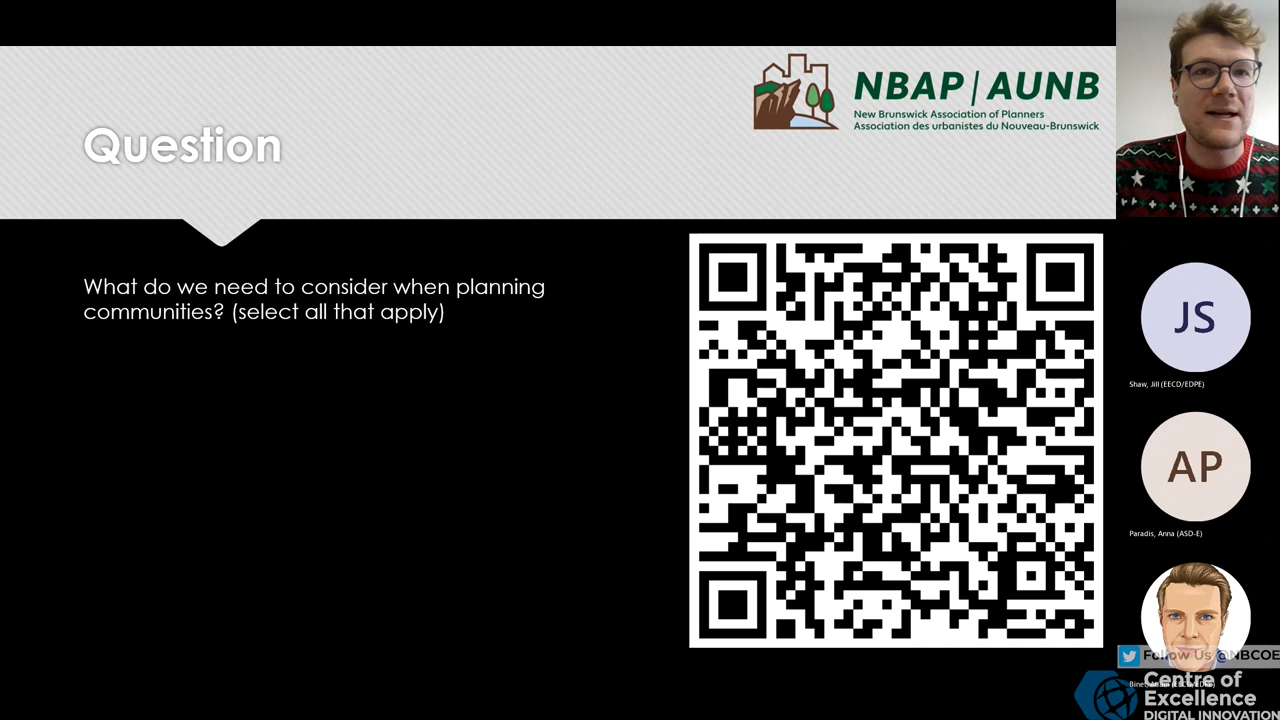 NBAP | AUNB
New Brunswick Association of Planners
Association des urbanistes du Nouveau-Brunswick
Question
What do we need to consider when planning
communities? (select all that apply)
JS
Shaw, Jill (EECD/EDPE)
AP
Paradis, Anna (ASD-E)
Follow Us @NBCOE
Centre of
Excellence
DIGITAL INNOVATION